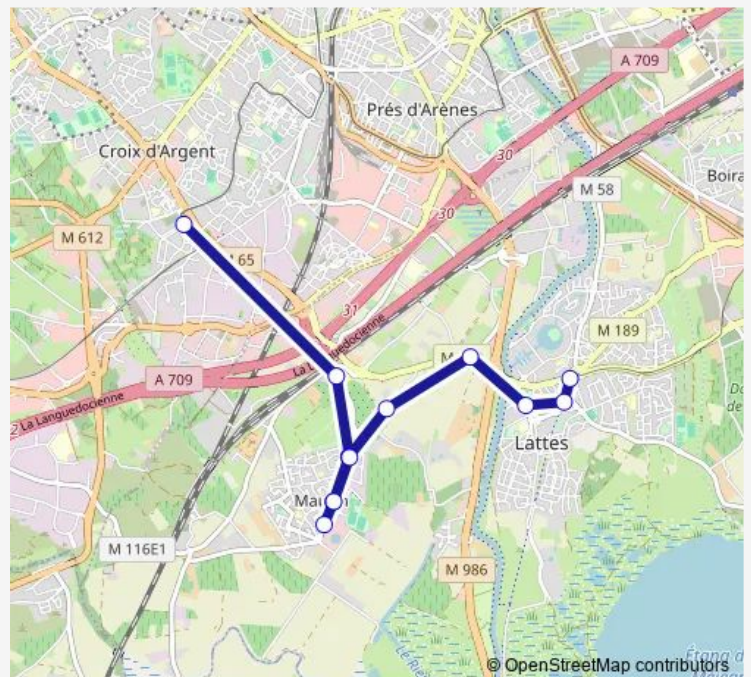 A 709
Prés d'Arènes
Croix d'Argent
30
M 58
Boira
30
M 612
65
31
M 189
La Languedocienne
A 709
La Languedocienne
Lattes
M 116E1
M 986
© OpenStreetMap contributors